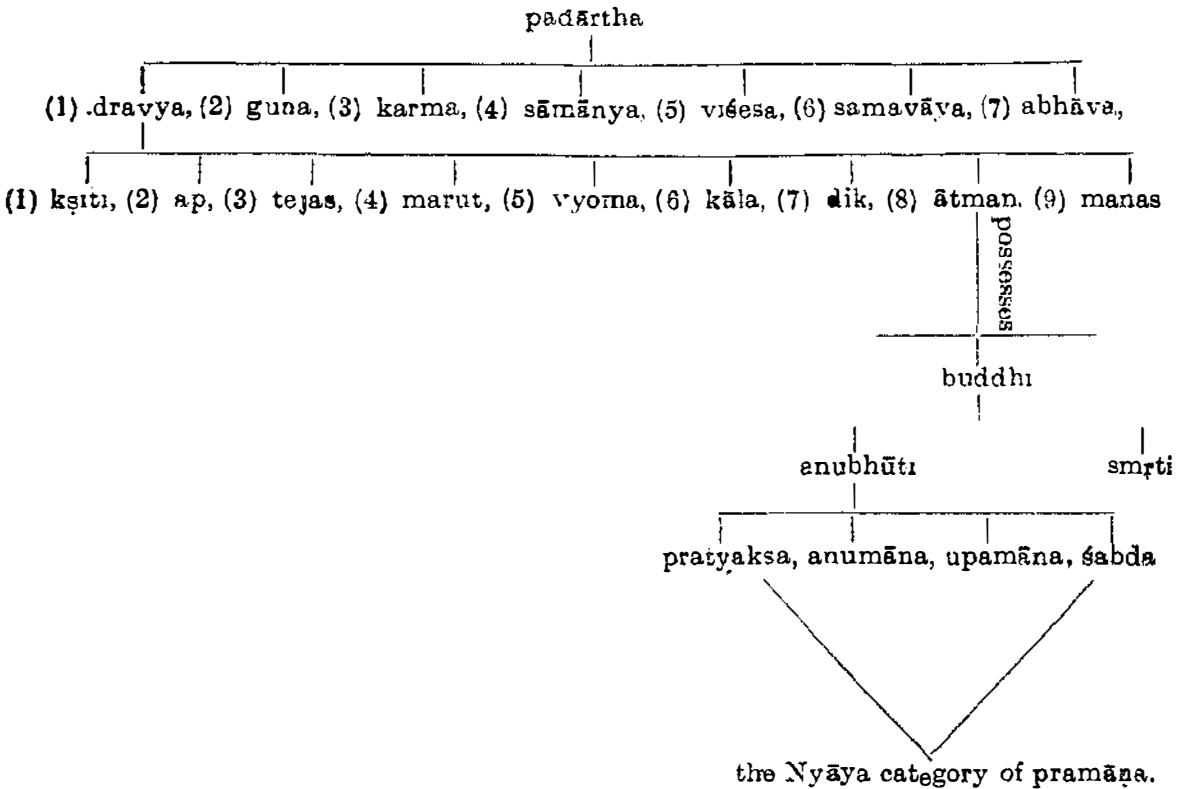 padārtha
(1) dravya, (2) guna, (3) karma, (4) sāmānya, (5) viśesa, (6) samavāya, (7) abhāva,
(1) kṣiti, (2) ap, (3) tejas, (4) marut, (5) vyoma, (6) kāla, (7) dik, (8) ātman, (9) manas
possesses
buddhi
anubhūti smṛti
pratyaksa, anumāna, upamāna, śabda
the Nyāya category of pramāṇa.